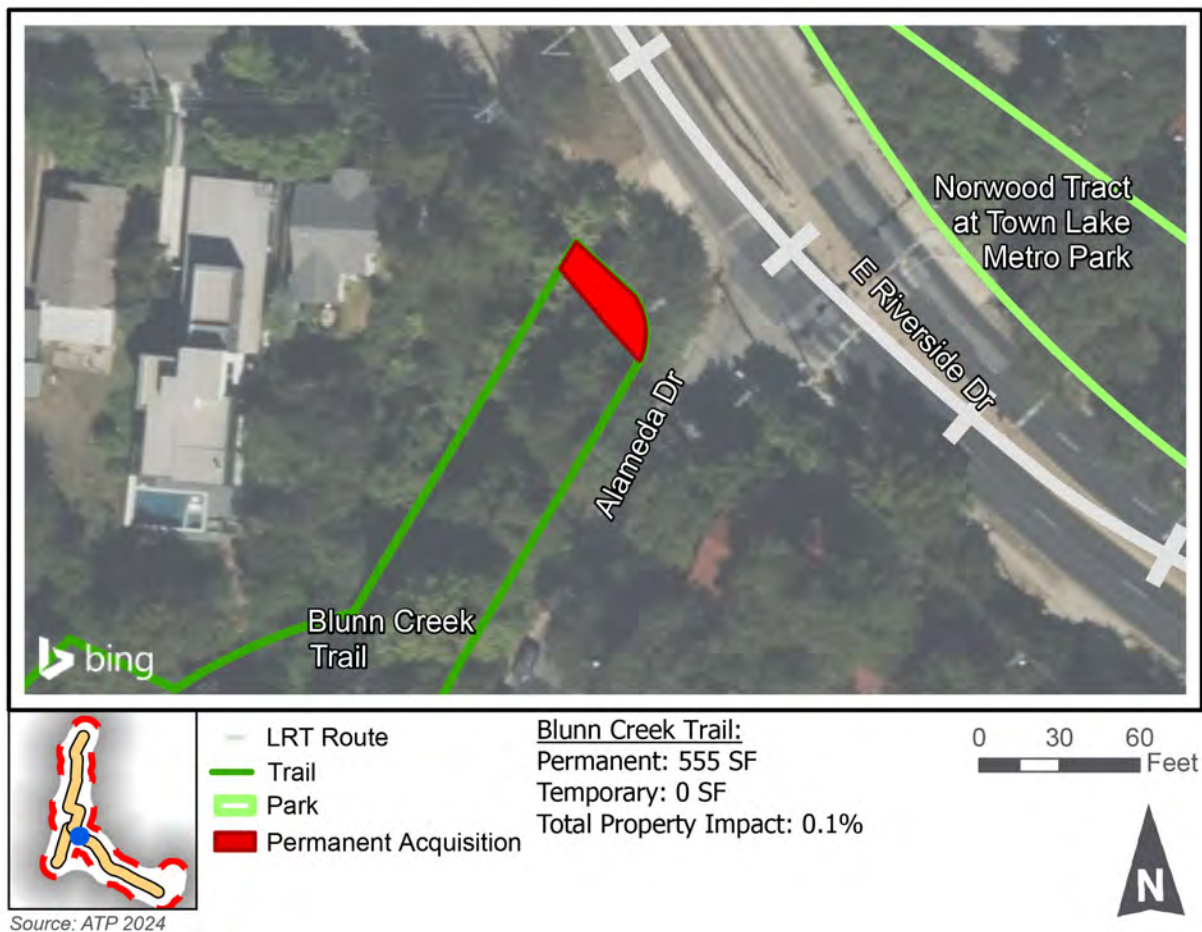 Norwood Tract
at Town Lake
Metro Park
E Riverside Dr
Alameda Dr
Blunn Creek
Trail
bing
LRT Route
Trail
Park
Permanent Acquisition
Blunn Creek Trail:
Permanent: 555 SF
Temporary: 0 SF
Total Property Impact: 0.1%
0 30 60
Feet
N
Source: ATP 2024